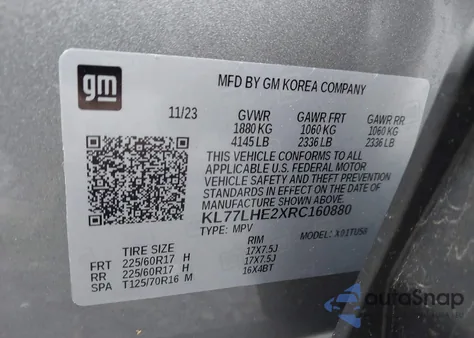 gm
MFD BY GM KOREA COMPANY
11/23 GVWR GAWR FRT GAWR RR
1880 KG 1060 KG 1060 KG
4145 LB 2336 LB 2336 LB
THIS VEHICLE CONFORMS TO ALL
APPLICABLE U.S. FEDERAL MOTOR
VEHICLE SAFETY AND THEFT
PREVENTION STANDARDS IN EFFECT
ON THE DATE OF
MANUFACTURE SHOWN ABOVE.
KL77LHE2XRC160880
TYPE: MPV MODEL:
TIRE SIZE RIM
FRT 225/60R17 H 17X7.5J
RR 225/60R17 H 17X7.5J
SPA T125/70R16 M 16X4BT
autoSnap